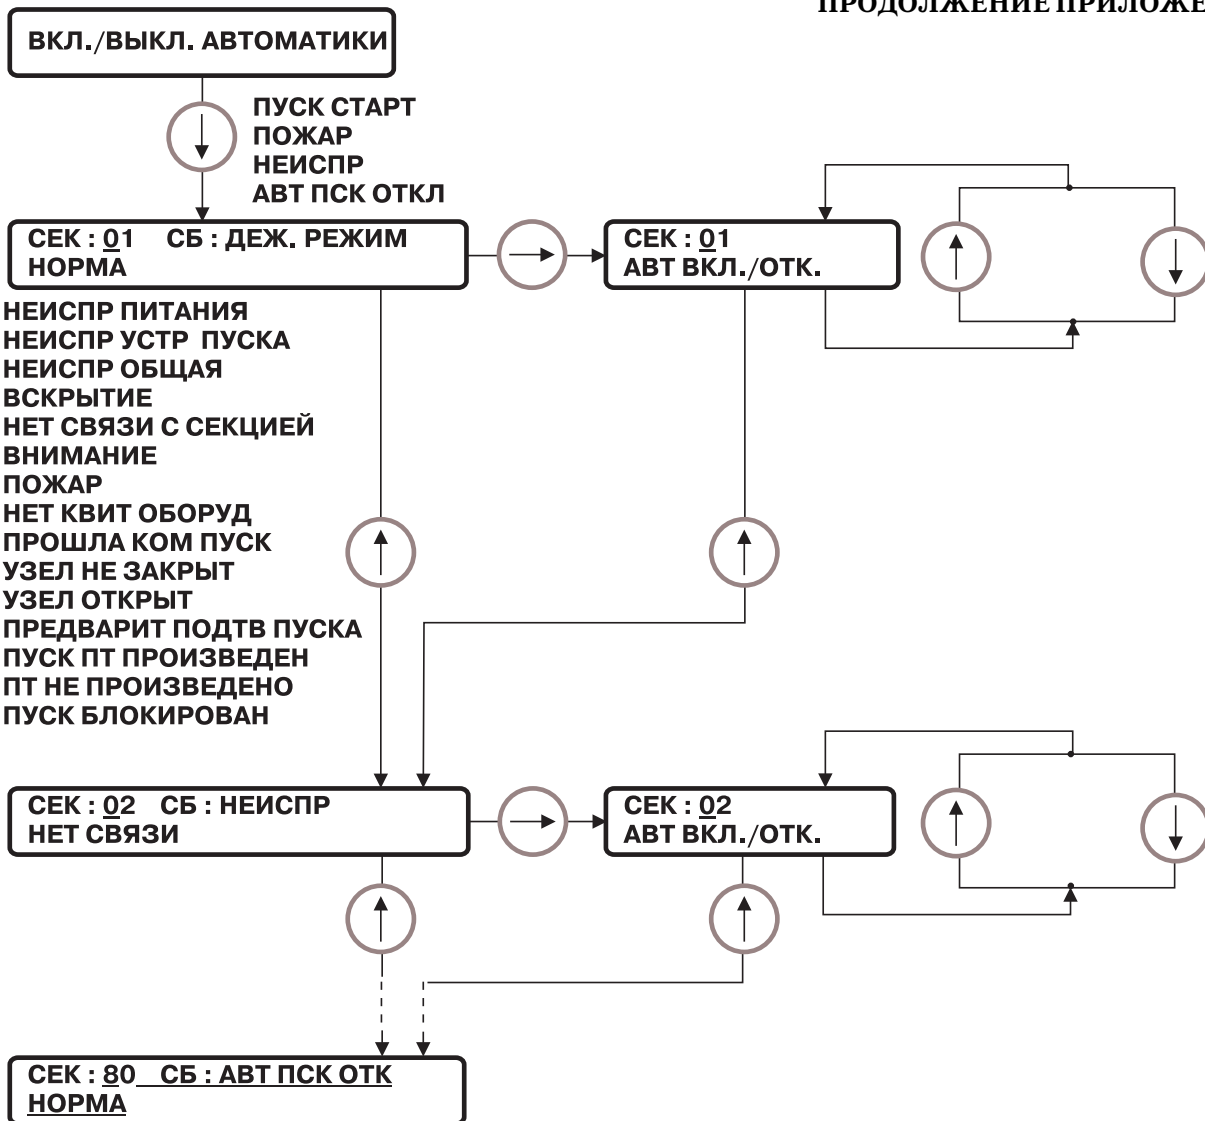 ПРОДОЛЖЕНИЕ ПРИЛОЖЕ
ВКЛ./ВЫКЛ. АВТОМАТИКИ
ПУСК СТАРТ
ПОЖАР
НЕИСПР
АВТ ПСК ОТКЛ
СЕК : 01 СБ : ДЕЖ. РЕЖИМ
НОРМА
СЕК : 01
АВТ ВКЛ./ОТК.
НЕИСПР ПИТАНИЯ
НЕИСПР УСТР ПУСКА
НЕИСПР ОБЩАЯ
ВСКРЫТИЕ
НЕТ СВЯЗИ С СЕКЦИЕЙ
ВНИМАНИЕ
ПОЖАР
НЕТ КВИТ ОБОРУД
ПРОШЛА КОМ ПУСК
УЗЕЛ НЕ ЗАКРЫТ
УЗЕЛ ОТКРЫТ
ПРЕДВАРИТ ПОДТВ ПУСКА
ПУСК ПТ ПРОИЗВЕДЕН
ПТ НЕ ПРОИЗВЕДЕНО
ПУСК БЛОКИРОВАН
СЕК : 02 СБ : НЕИСПР
НЕТ СВЯЗИ
СЕК : 02
АВТ ВКЛ./ОТК.
СЕК : 80 СБ : АВТ ПСК ОТК
НОРМА